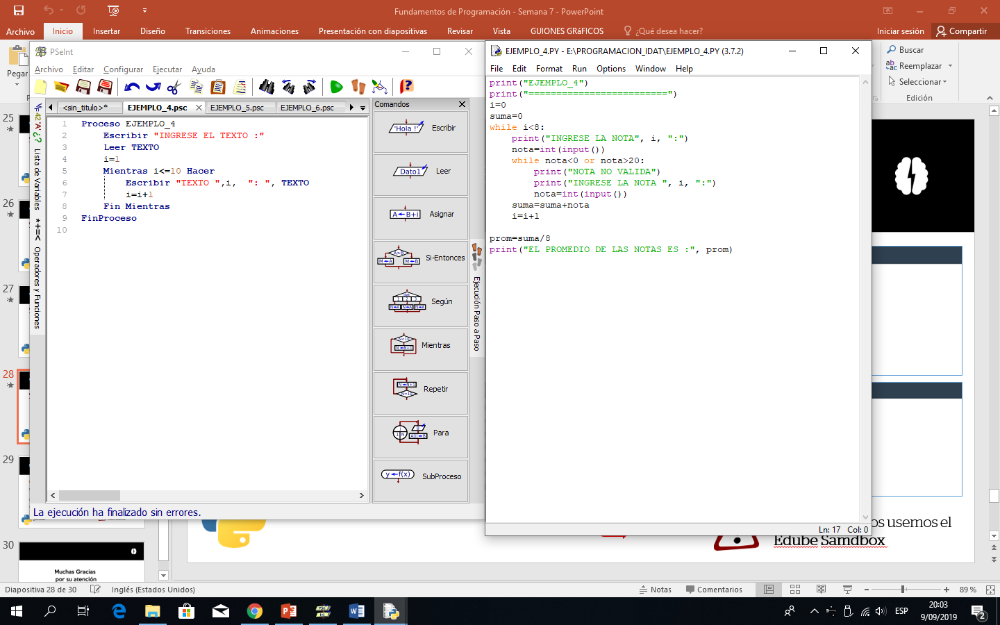 Fundamentos de Programación - Semana 7 - PowerPoint
Archivo Inicio Insertar Diseño Transiciones Animaciones Presentación con diapositivas Revisar Vista GUIONES GRáFICOS ¿Qué desea hacer? Iniciar sesión Compartir
Pegar
Buscar
Reemplazar
Seleccionar
Edición
PSeInt
Archivo Editar Configurar Ejecutar Ayuda
<sin_titulo>* EJEMPLO_4.psc EJEMPLO_5.psc EJEMPLO_6.psc
Lista de Variables
*+=< Operadores y Funciones
1 Proceso EJEMPLO_4
2 Escribir "INGRESE EL TEXTO :"
3 Leer TEXTO
4 i=1
5 Mientras i<=10 Hacer
6 Escribir "TEXTO ",i, ": ", TEXTO
7 i=i+1
8 Fin Mientras
9 FinProceso
10
Comandos
'Hola !' Escribir
Dato1 Leer
A←B+i Asignar
A>B M←A M←B Si-Entonces
Según
Mientras
Repetir
Para
y←f(x) SubProceso
Ejecución Paso a Paso
La ejecución ha finalizado sin errores.
EJEMPLO_4.PY - E:\PROGRAMACION_IDAT\EJEMPLO_4.PY (3.7.2)
File Edit Format Run Options Window Help
print("EJEMPLO_4")
print("=========================")
i=0
suma=0
while i<8:
print("INGRESE LA NOTA", i, ":")
nota=int(input())
while nota<0 or nota>20:
print("NOTA NO VALIDA")
print("INGRESE LA NOTA ", i, ":")
nota=int(input())
suma=suma+nota
i=i+1
prom=suma/8
print("EL PROMEDIO DE LAS NOTAS ES :", prom)
Ln: 17 Col: 0
25
26
27
28
29
30
Muchas Gracias
por su atención
os usemos el
Edube Samdbox
Diapositiva 28 de 30 Inglés (Estados Unidos) Notas Comentarios 89 %
ESP
20:03
9/09/2019
2